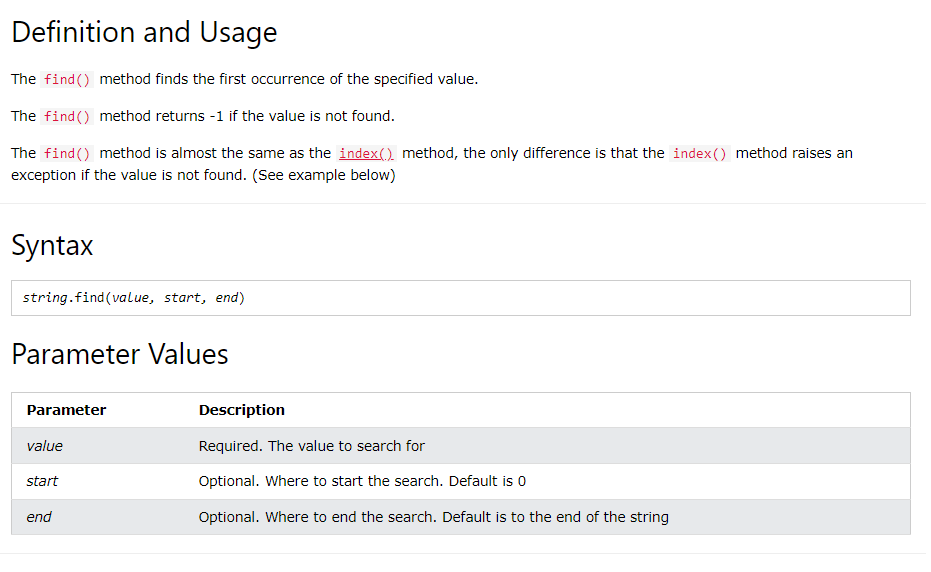 Definition and Usage
The find() method finds the first occurrence of the specified value.
The find() method returns -1 if the value is not found.
The find() method is almost the same as the index() method, the only difference is that the index() method raises an
exception if the value is not found. (See example below)
Syntax
string.find(value, start, end)
Parameter Values
Parameter Description
value Required. The value to search for
start Optional. Where to start the search. Default is 0
end Optional. Where to end the search. Default is to the end of the string